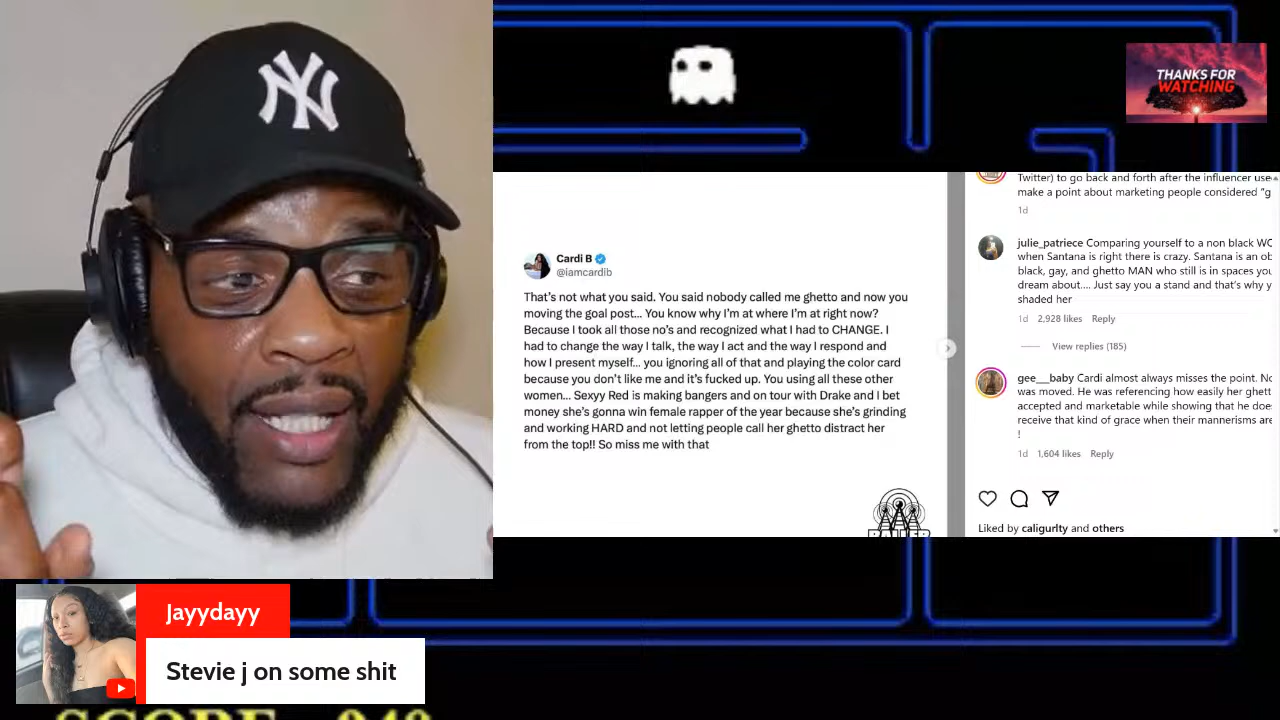 NY
THANKS FOR
WATCHING
Cardi B
@iamcardib
That's not what you said. You said nobody called me ghetto and now you
moving the goal post... You know why I'm at where I'm at right now?
Because I took all those no's and recognized what I had to CHANGE. I
had to change the way I talk, the way I act and the way I respond and
how I present myself... you ignoring all of that and playing the color card
because you don't like me and it's fucked up. You using all these other
women... Sexyy Red is making bangers and on tour with Drake and I bet
money she's gonna win female rapper of the year because she's grinding
and working HARD and not letting people call her ghetto distract her
from the top!! So miss me with that
Twitter) to go back and forth after the influencer use
make a point about marketing people considered "g
1d
julie_patriece Comparing yourself to a non black WO
when Santana is right there is crazy. Santana is an ob
black, gay, and ghetto MAN who still is in spaces you
dream about.... Just say you a stand and that's why y
shaded her
1d 2,928 likes Reply
View replies (185)
gee__baby Cardi almost always misses the point. No
was moved. He was referencing how easily her ghett
accepted and marketable while showing that he does
receive that kind of grace when their mannerisms are
!
1d 1,604 likes Reply
Liked by caligurlty and others
Jayydayy
Stevie j on some shit